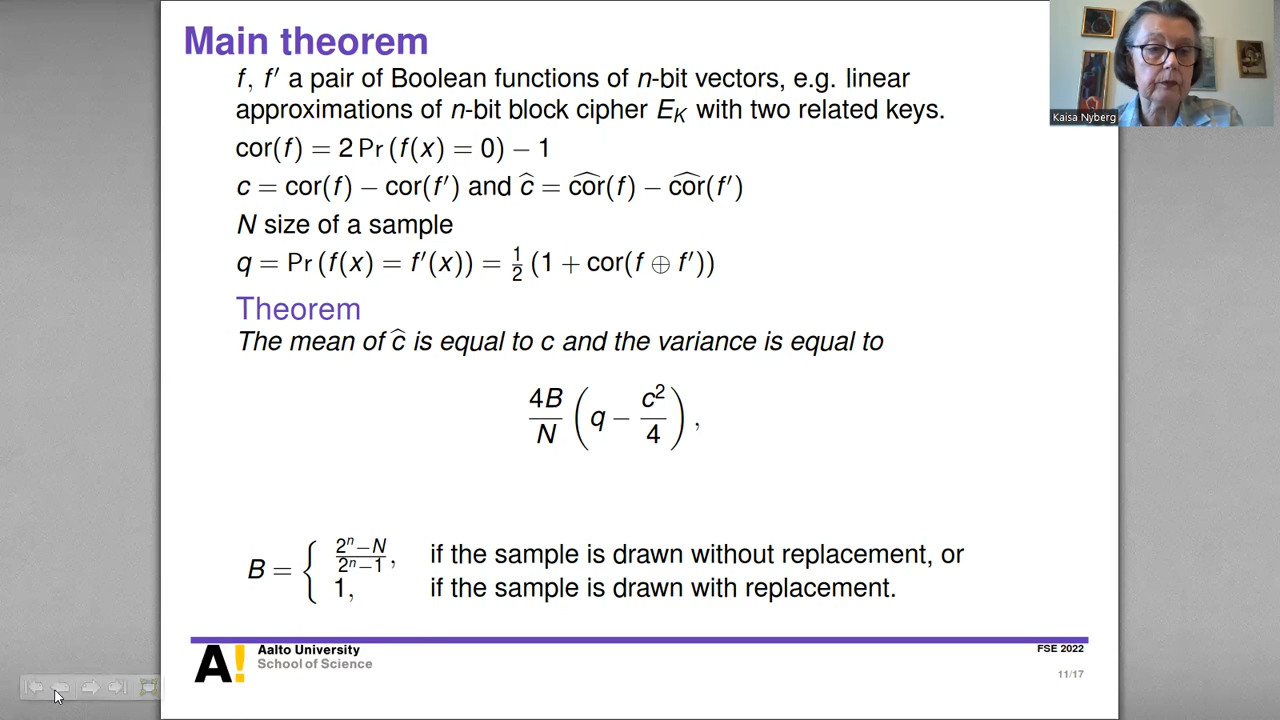 Main theorem
f, f′ a pair of Boolean functions of n-bit vectors, e.g. linear
approximations of n-bit block cipher E_K with two related keys.
cor(f) = 2 Pr (f(x) = 0) − 1
c = cor(f) − cor(f′) and ĉ = ĉor(f) − ĉor(f′)
N size of a sample
q = Pr (f(x) = f′(x)) = 1/2 (1 + cor(f ⊕ f′))
Theorem
The mean of ĉ is equal to c and the variance is equal to
4B/N (q − c²/4),
B = { (2ⁿ−N)/(2ⁿ−1), if the sample is drawn without replacement, or
1, if the sample is drawn with replacement.
A! Aalto University
School of Science
FSE 2022
11/17
Kaisa Nyberg